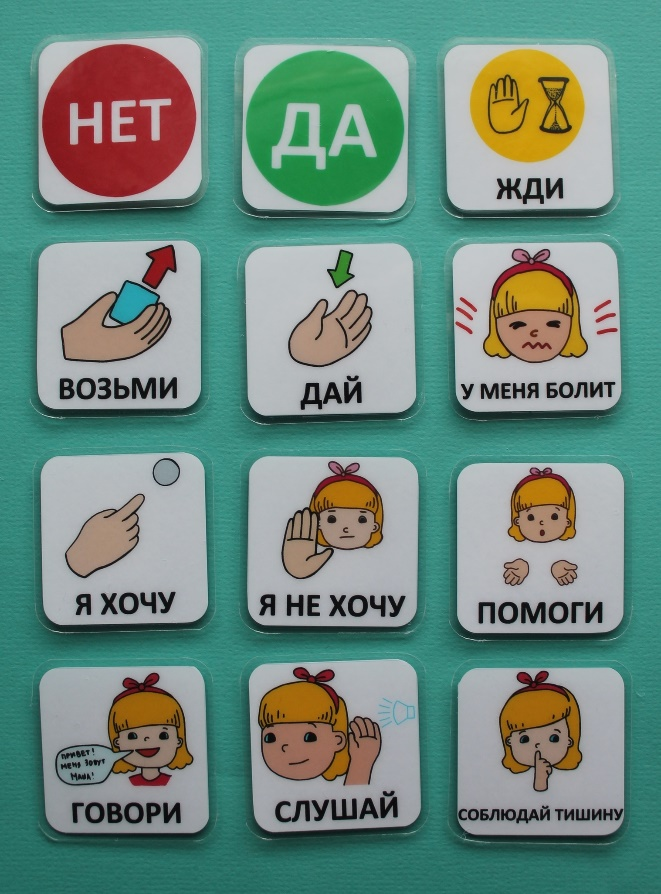 НЕТ
ДА
ЖДИ
ВОЗЬМИ
ДАЙ
У МЕНЯ БОЛИТ
Я ХОЧУ
Я НЕ ХОЧУ
ПОМОГИ
ПРИВЕТ!
МЕНЯ ЗОВУТ
МАША!
ГОВОРИ
СЛУШАЙ
СОБЛЮДАЙ ТИШИНУ